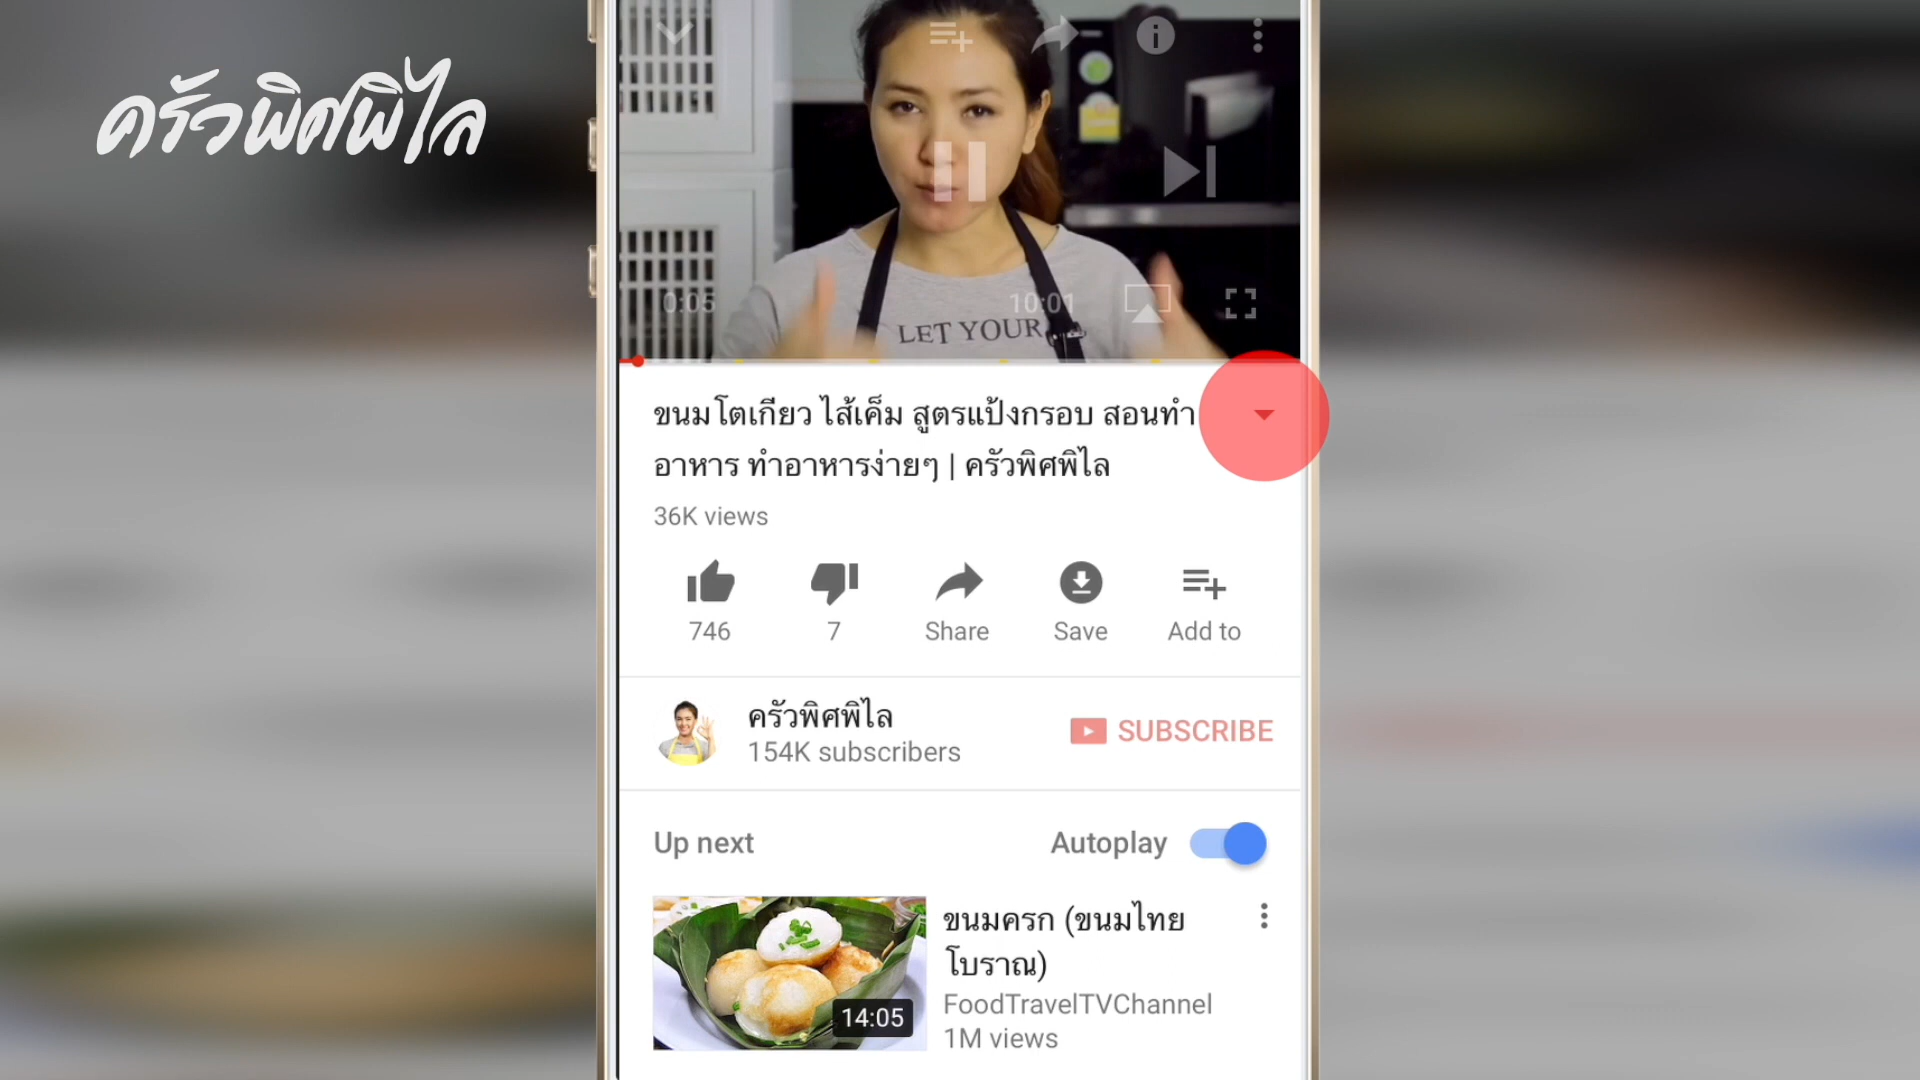 ครัวพิศพิไล
0:05
10:01
LET YOUR
ขนมโตเกียว ไส้เค็ม สูตรแป้งกรอบ สอนทำ
อาหาร ทำอาหารง่ายๆ | ครัวพิศพิไล
36K views
746
7
Share
Save
Add to
ครัวพิศพิไล
154K subscribers
SUBSCRIBE
Up next
Autoplay
14:05
ขนมครก (ขนมไทย
โบราณ)
FoodTravelTVChannel
1M views